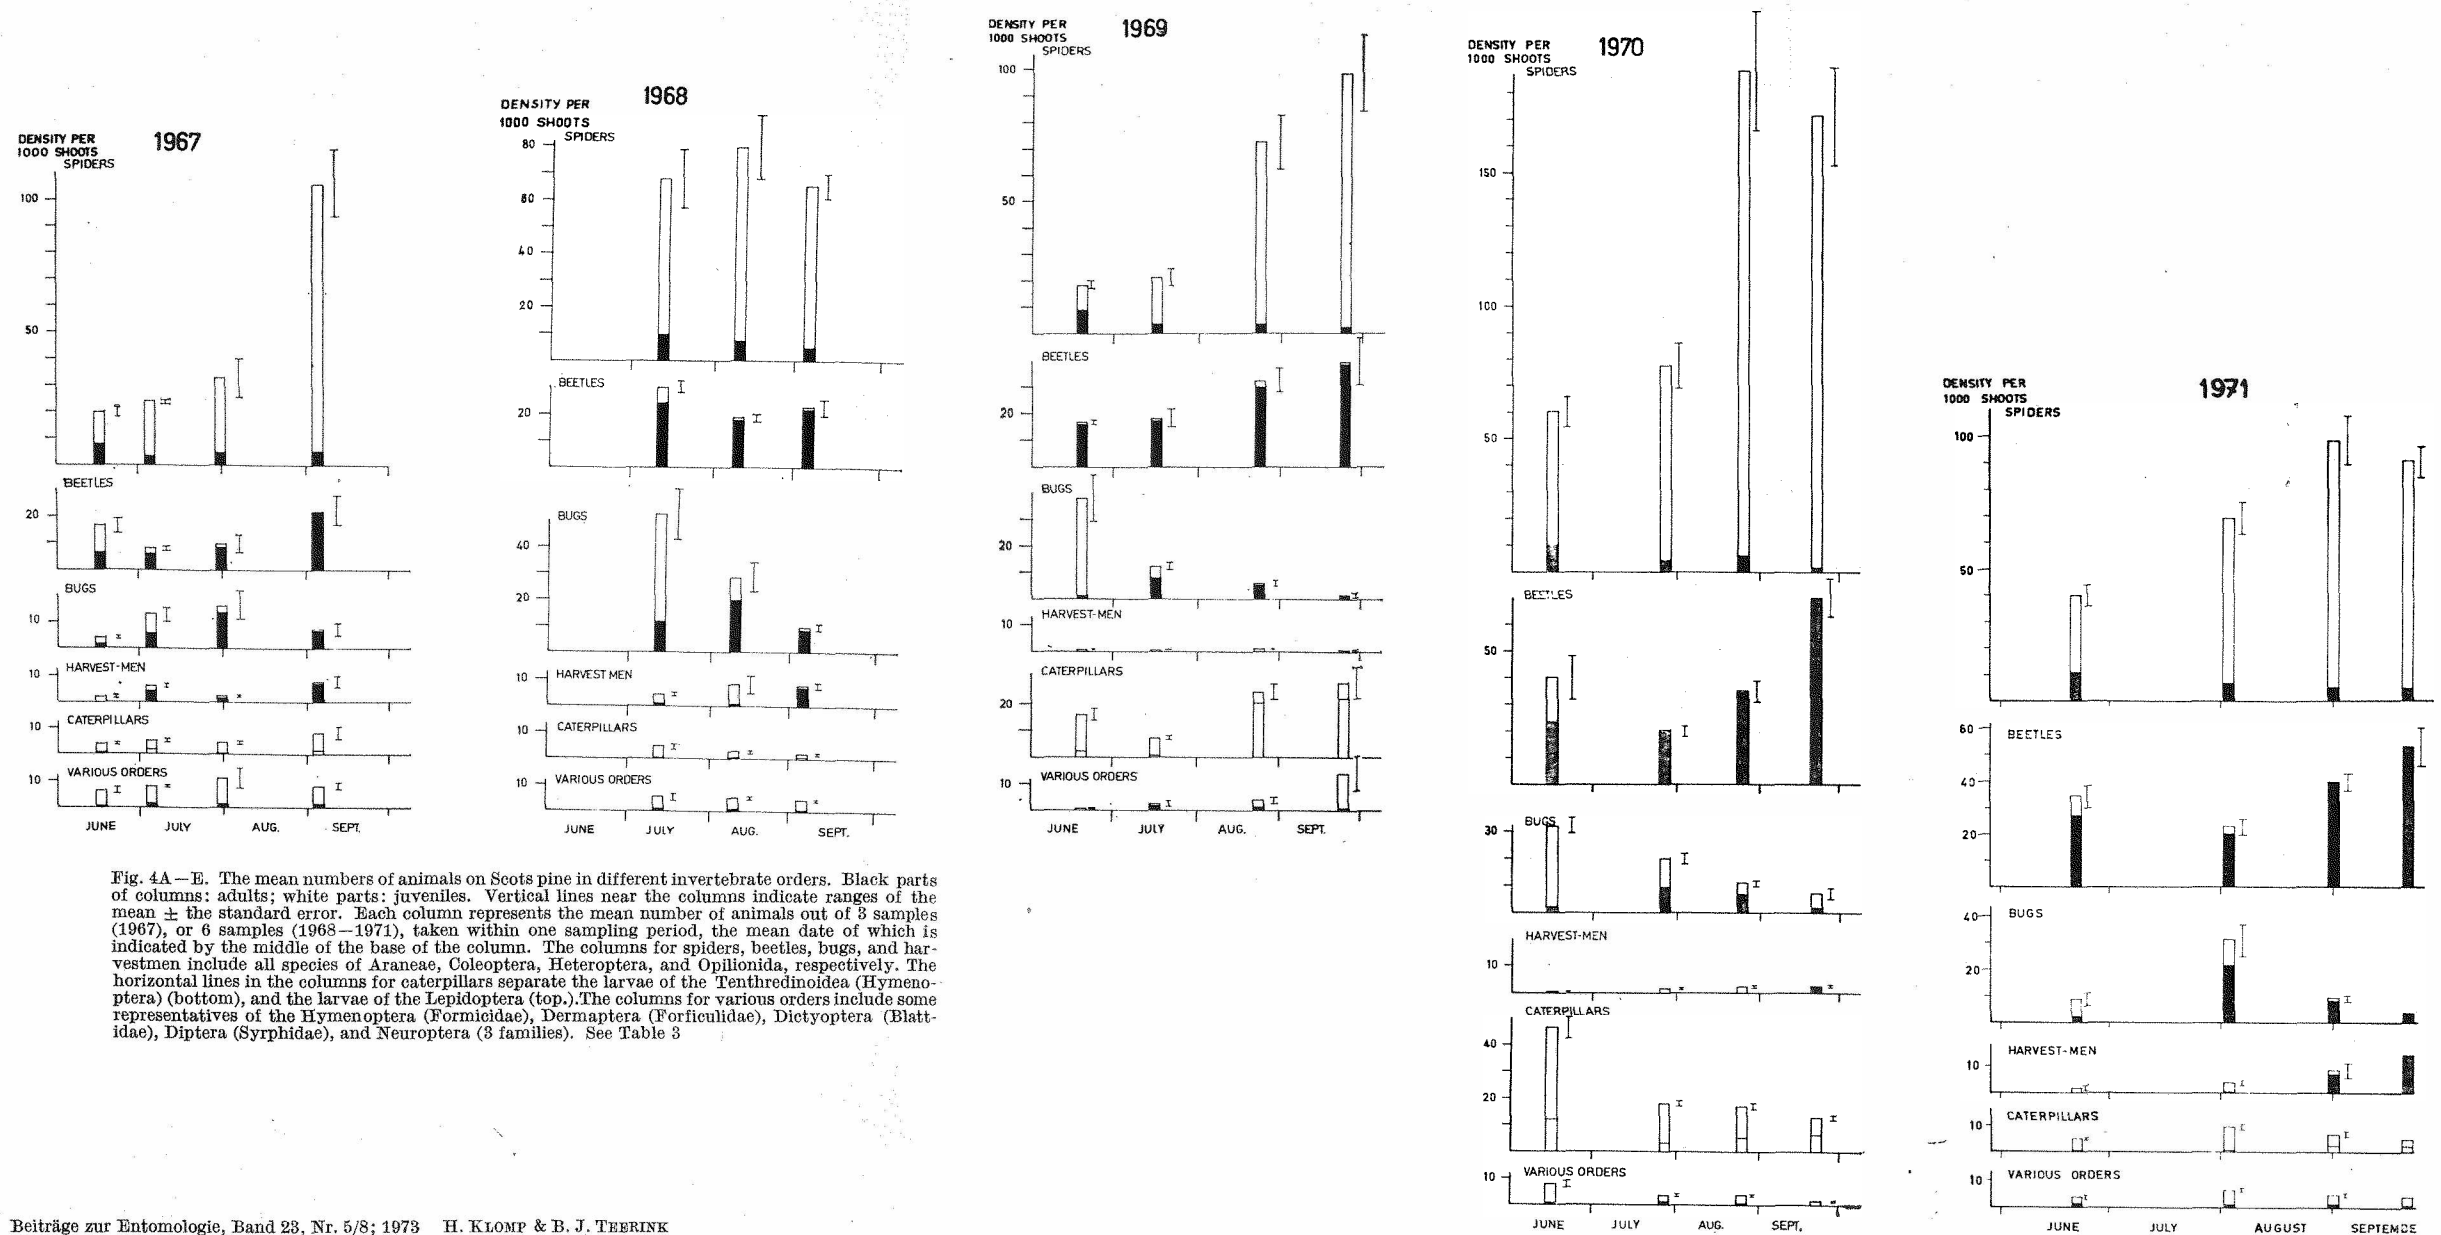 DENSITY PER
1000 SHOOTS
SPIDERS
1967
100
50
BEETLES
20
BUGS
10
HARVEST-MEN
10
CATERPILLARS
10
VARIOUS ORDERS
10
JUNE JULY AUG. SEPT.
DENSITY PER
1000 SHOOTS
SPIDERS
1968
80
60
40
20
BEETLES
20
BUGS
40
20
HARVEST MEN
10
CATERPILLARS
10
VARIOUS ORDERS
10
JUNE JULY AUG. SEPT.
DENSITY PER
1000 SHOOTS
SPIDERS
1969
100
50
BEETLES
20
BUGS
20
HARVEST-MEN
10
CATERPILLARS
20
VARIOUS ORDERS
10
JUNE JULY AUG. SEPT.
DENSITY PER
1000 SHOOTS
SPIDERS
1970
150
100
50
BEETLES
50
BUGS
30
HARVEST-MEN
10
CATERPILLARS
40
20
VARIOUS ORDERS
10
JUNE JULY AUG. SEPT.
DENSITY PER
1000 SHOOTS
SPIDERS
1971
100
50
BEETLES
60
40
20
BUGS
40
20
HARVEST-MEN
10
CATERPILLARS
10
VARIOUS ORDERS
10
JUNE JULY AUGUST SEPTEMBE
Fig. 4A—E. The mean numbers of animals on Scots pine in different invertebrate orders. Black parts
of columns: adults; white parts: juveniles. Vertical lines near the columns indicate ranges of the
mean ± the standard error. Each column represents the mean number of animals out of 3 samples
(1967), or 6 samples (1968—1971), taken within one sampling period, the mean date of which is
indicated by the middle of the base of the column. The columns for spiders, beetles, bugs, and har-
vestmen include all species of Araneae, Coleoptera, Heteroptera, and Opilionida, respectively. The
horizontal lines in the columns for caterpillars separate the larvae of the Tenthredinoidea (Hymeno-
ptera) (bottom), and the larvae of the Lepidoptera (top.).The columns for various orders include some
representatives of the Hymenoptera (Formicidae), Dermaptera (Forficulidae), Dictyoptera (Blatt-
idae), Diptera (Syrphidae), and Neuroptera (3 families). See Table 3
Beiträge zur Entomologie, Band 23, Nr. 5/8; 1973 H. KLOMP & B. J. TEERINK